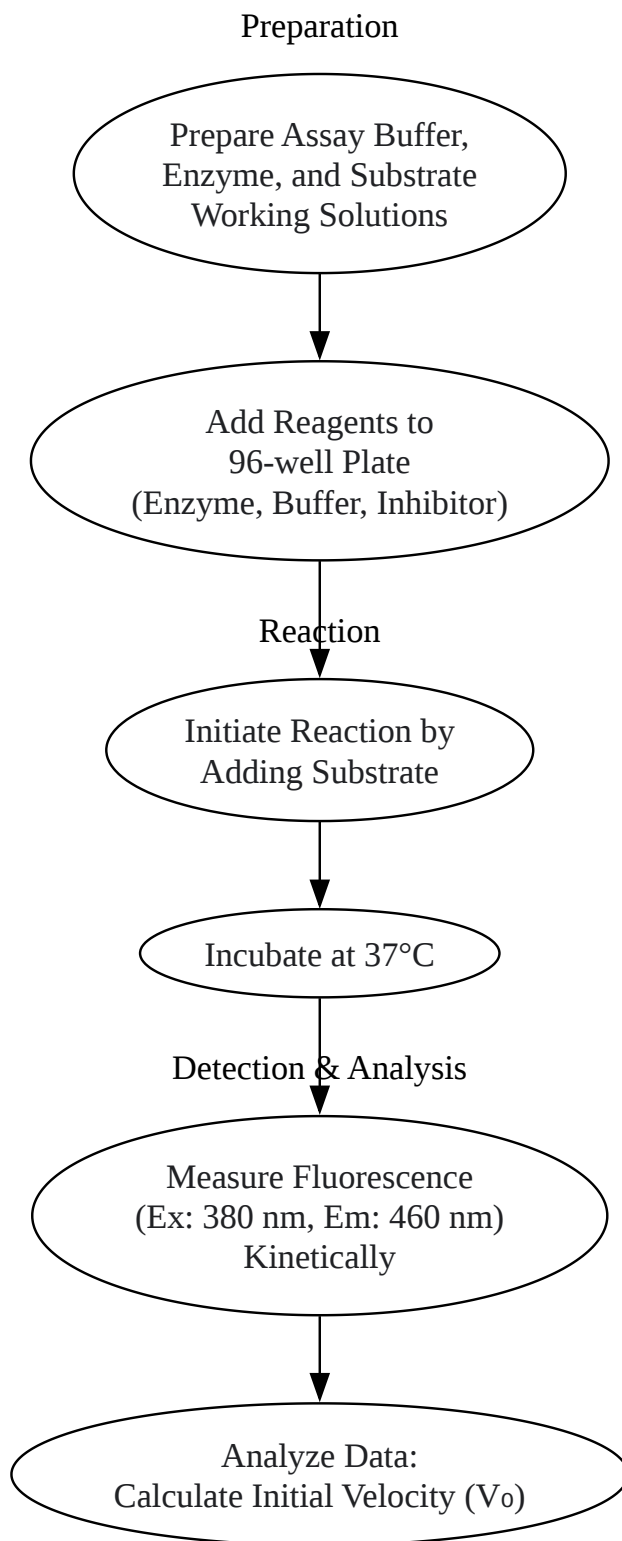 Preparation
Prepare Assay Buffer,
Enzyme, and Substrate
Working Solutions
Add Reagents to
96-well Plate
(Enzyme, Buffer, Inhibitor)
Reaction
Initiate Reaction by
Adding Substrate
Incubate at 37°C
Detection & Analysis
Measure Fluorescence
(Ex: 380 nm, Em: 460 nm)
Kinetically
Analyze Data:
Calculate Initial Velocity (V₀)